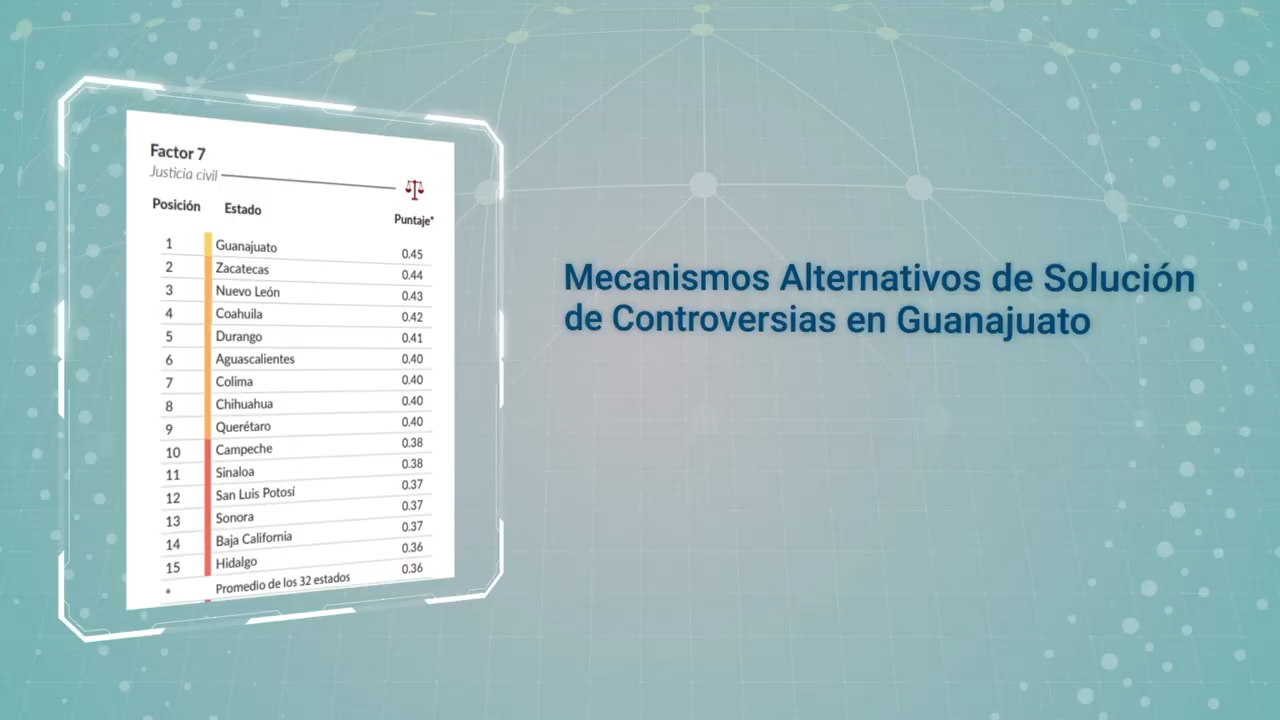 Factor 7
Justicia civil
Posición Estado Puntaje*
1 Guanajuato 0.45
2 Zacatecas 0.44
3 Nuevo León 0.43
4 Coahuila 0.42
5 Durango 0.41
6 Aguascalientes 0.40
7 Colima 0.40
8 Chihuahua 0.40
9 Querétaro 0.40
10 Campeche 0.38
11 Sinaloa 0.38
12 San Luis Potosí 0.37
13 Sonora 0.37
14 Baja California 0.37
15 Hidalgo 0.36
* Promedio de los 32 estados 0.36
Mecanismos Alternativos de Solución
de Controversias en Guanajuato